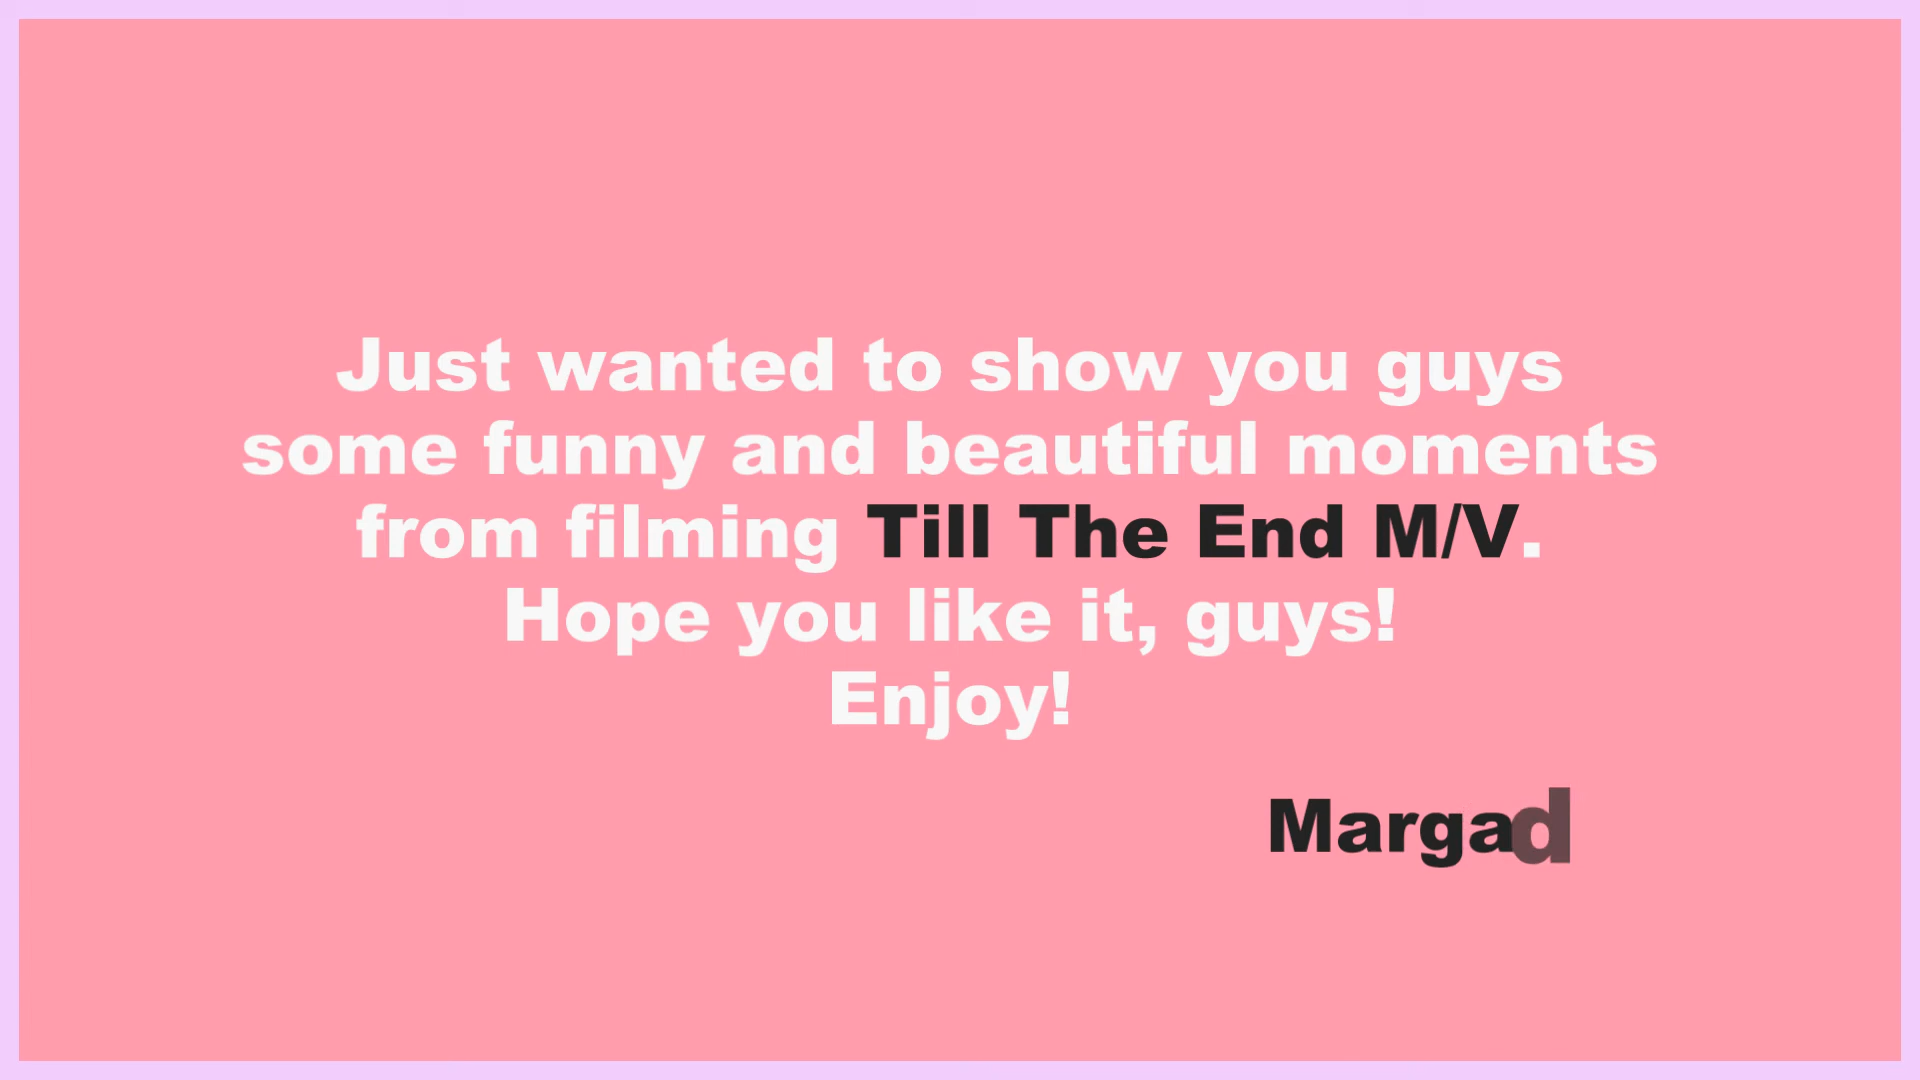 Just wanted to show you guys
some funny and beautiful moments
from filming Till The End M/V.
Hope you like it, guys!
Enjoy!
Margad